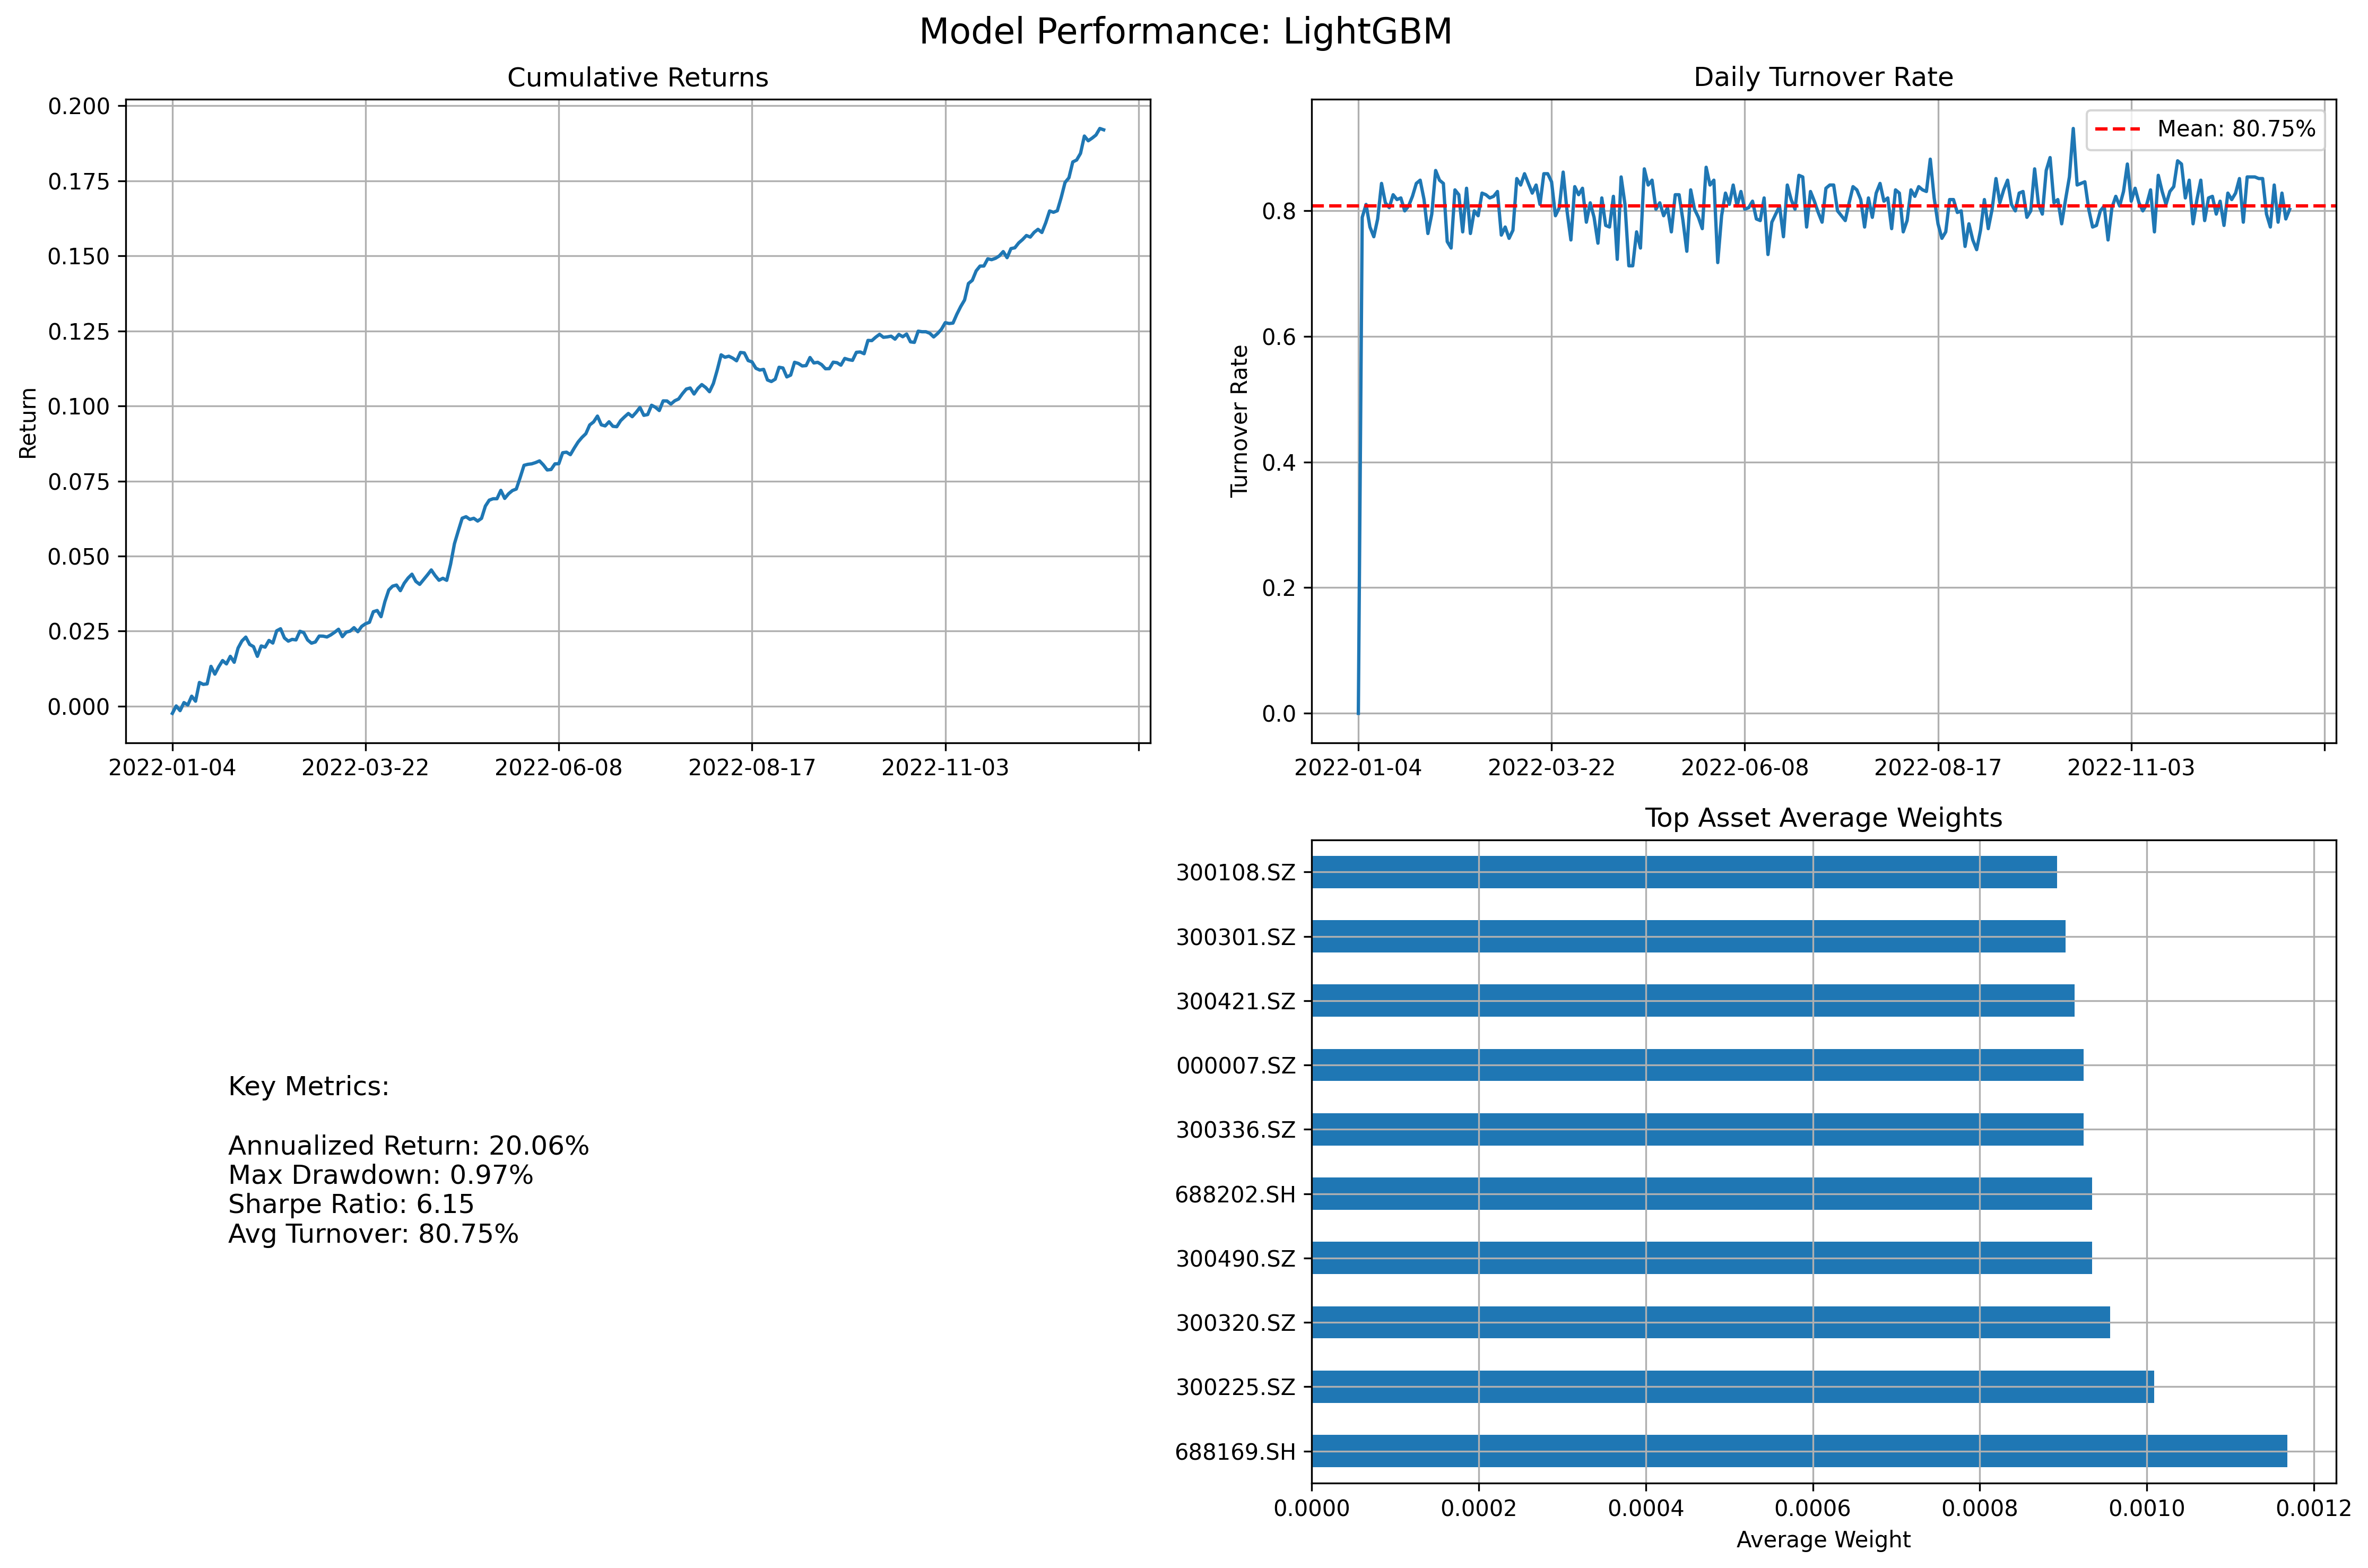 Model Performance: LightGBM
Cumulative Returns
0.200
0.175
0.150
0.125
0.100
0.075
0.050
0.025
0.000
Return
2022-01-04
2022-03-22
2022-06-08
2022-08-17
2022-11-03
Daily Turnover Rate
Mean: 80.75%
0.8
0.6
0.4
0.2
0.0
Turnover Rate
2022-01-04
2022-03-22
2022-06-08
2022-08-17
2022-11-03
Key Metrics:
Annualized Return: 20.06%
Max Drawdown: 0.97%
Sharpe Ratio: 6.15
Avg Turnover: 80.75%
Top Asset Average Weights
300108.SZ
300301.SZ
300421.SZ
000007.SZ
300336.SZ
688202.SH
300490.SZ
300320.SZ
300225.SZ
688169.SH
0.0000
0.0002
0.0004
0.0006
0.0008
0.0010
0.0012
Average Weight